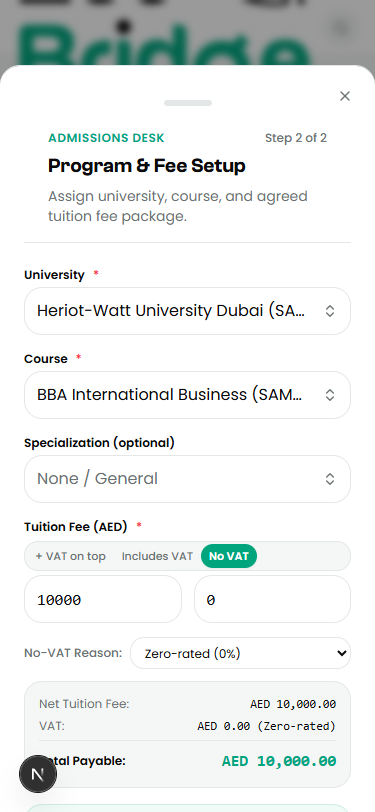 Bridge
ADMISSIONS DESK
Step 2 of 2
Program & Fee Setup
Assign university, course, and agreed
tuition fee package.
University *
Heriot-Watt University Dubai (SA...
Course *
BBA International Business (SAM...
Specialization (optional)
None / General
Tuition Fee (AED) *
+ VAT on top Includes VAT No VAT
10000 0
No-VAT Reason: Zero-rated (0%)
Net Tuition Fee: AED 10,000.00
VAT: AED 0.00 (Zero-rated)
N
tal Payable: AED 10,000.00